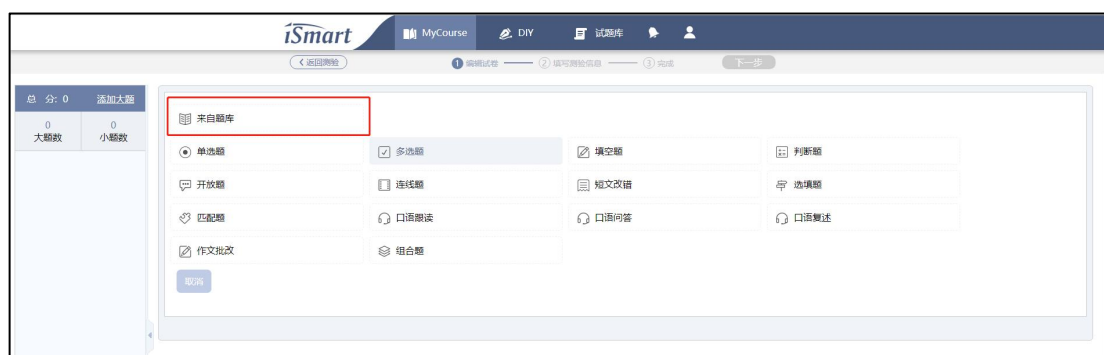 iSmart MyCourse DIY 试题库
返回测验 1 编辑试卷 2 填写测验信息 3 完成 下一步
总 分: 0 添加大题
0 0
大题数 小题数
来自题库
单选题 多选题 填空题 判断题
开放题 连线题 短文改错 选填题
匹配题 口语跟读 口语问答 口语复述
作文批改 组合题
取消